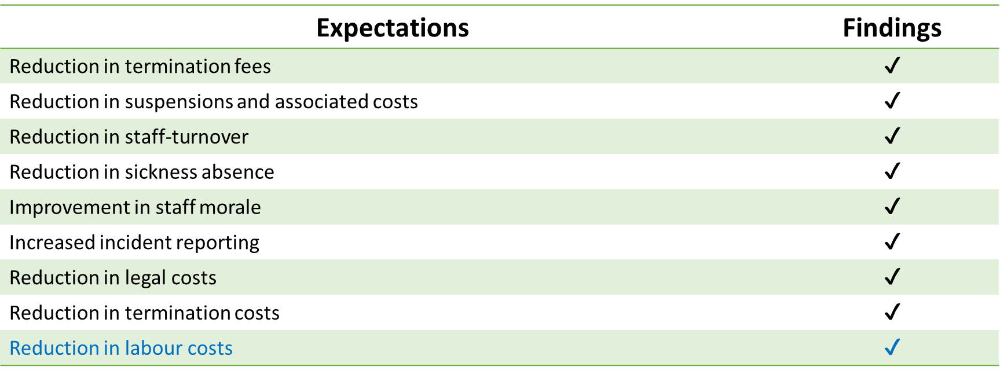 Expectations Findings
Reduction in termination fees ✓
Reduction in suspensions and associated costs ✓
Reduction in staff-turnover ✓
Reduction in sickness absence ✓
Improvement in staff morale ✓
Increased incident reporting ✓
Reduction in legal costs ✓
Reduction in termination costs ✓
Reduction in labour costs ✓